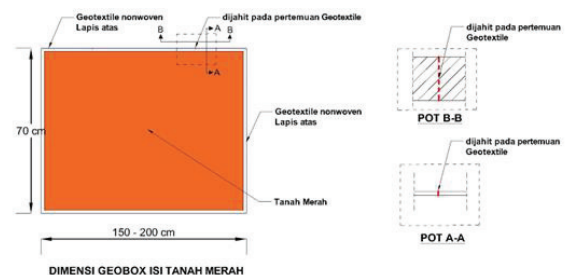 Geotextile nonwoven
Lapis atas
dijahit pada pertemuan Geotextile
B
A
B
A
70 cm
Geotextile nonwoven
Lapis atas
Tanah Merah
150 - 200 cm
DIMENSI GEOBOX ISI TANAH MERAH
dijahit pada pertemuan
Geotextile
POT B-B
dijahit pada pertemuan
Geotextile
POT A-A